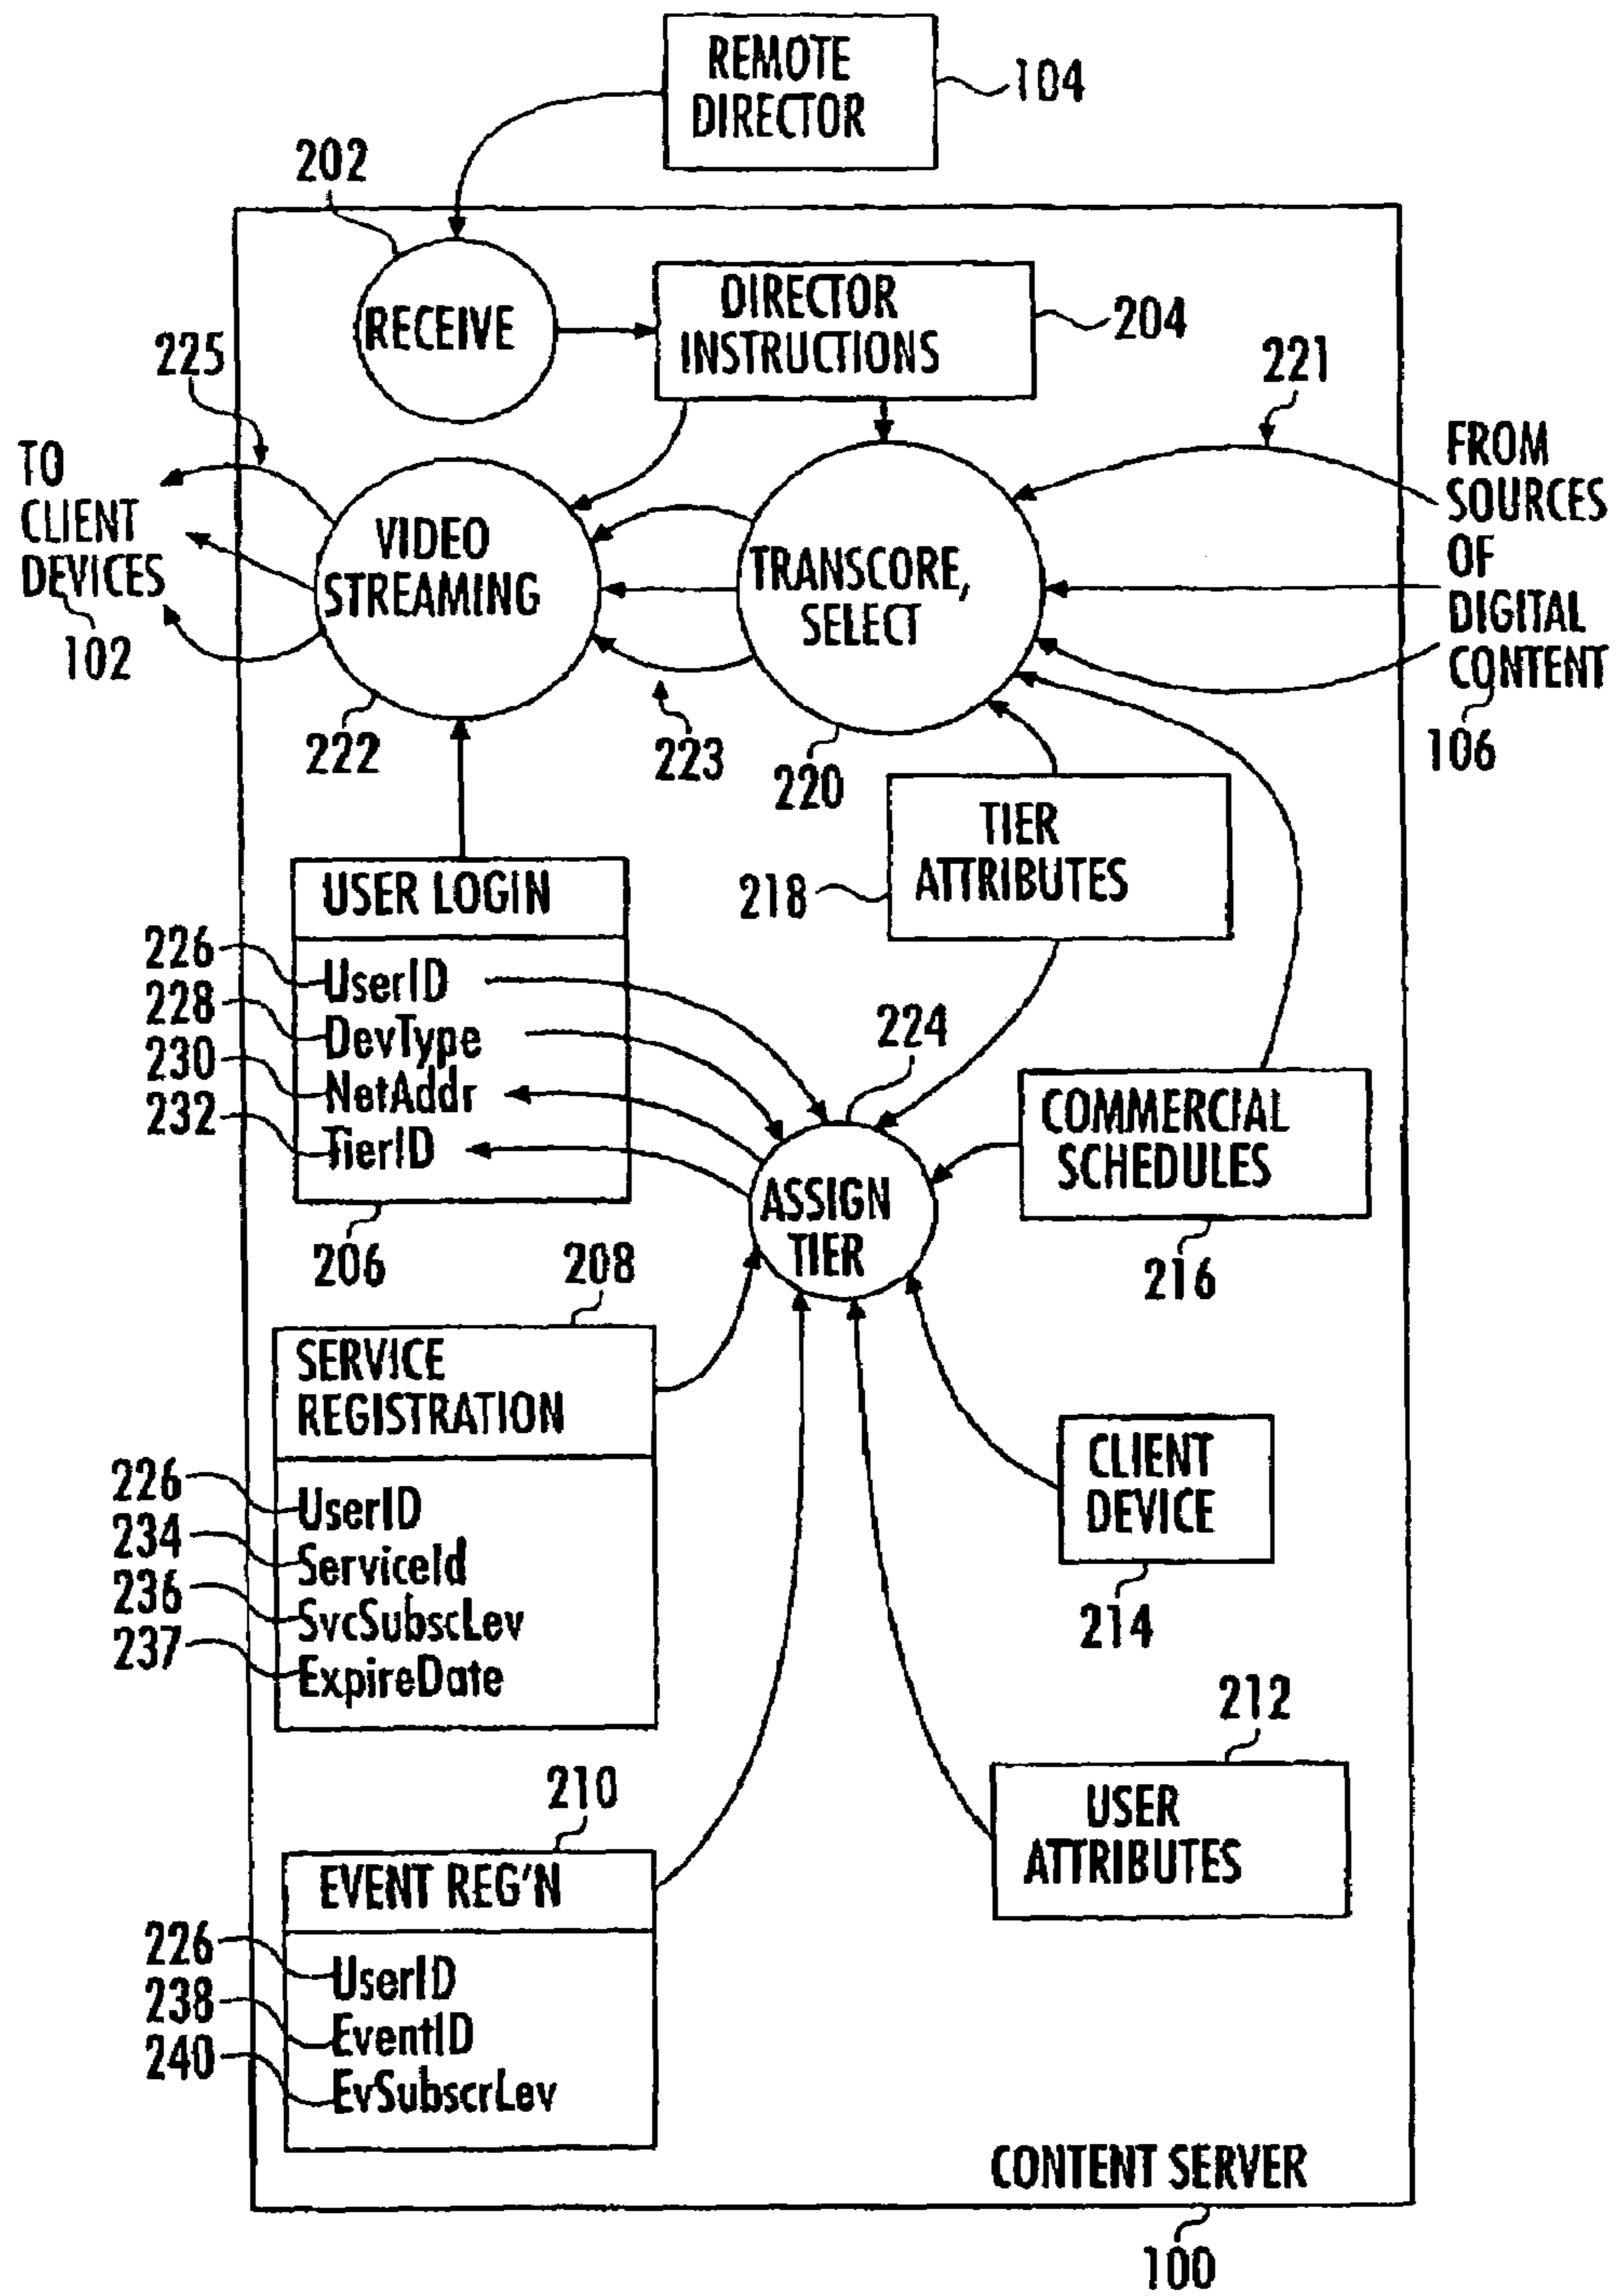 REMOTE
DIRECTOR
104
202
RECEIVE
DIRECTOR
INSTRUCTIONS
204
225
221
TO
CLIENT
DEVICES
102
VIDEO
STREAMING
222
223
TRANSCORE,
SELECT
220
FROM
SOURCES
OF
DIGITAL
CONTENT
106
TIER
ATTRIBUTES
218
USER LOGIN
226
UserID
228
DevType
230
NetAddr
232
TierID
206
224
ASSIGN
TIER
COMMERCIAL
SCHEDULES
216
208
SERVICE
REGISTRATION
226
UserID
234
ServiceId
236
SvcSubscLev
237
ExpireDate
CLIENT
DEVICE
214
212
USER
ATTRIBUTES
210
EVENT REG'N
226
UserID
238
EventID
240
EvSubscrLev
CONTENT SERVER
100